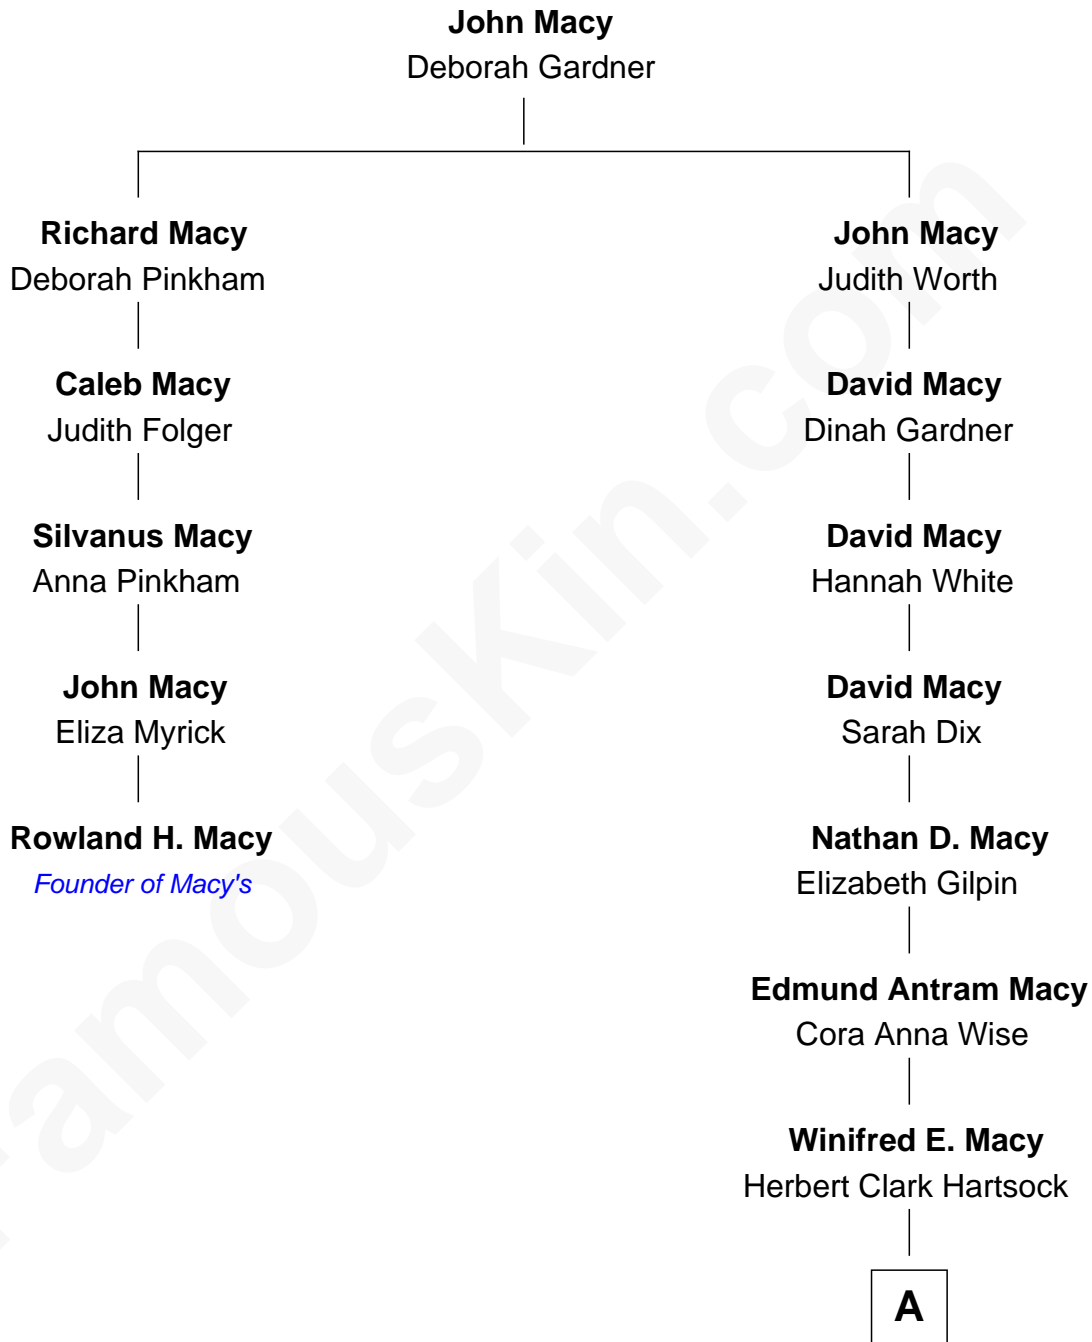 John Macy
Deborah Gardner
Richard Macy
Deborah Pinkham
Caleb Macy
Judith Folger
Silvanus Macy
Anna Pinkham
John Macy
Eliza Myrick
Rowland H. Macy
Founder of Macy's
John Macy
Judith Worth
David Macy
Dinah Gardner
David Macy
Hannah White
David Macy
Sarah Dix
Nathan D. Macy
Elizabeth Gilpin
Edmund Antram Macy
Cora Anna Wise
Winifred E. Macy
Herbert Clark Hartsock
A
FamousKin.com